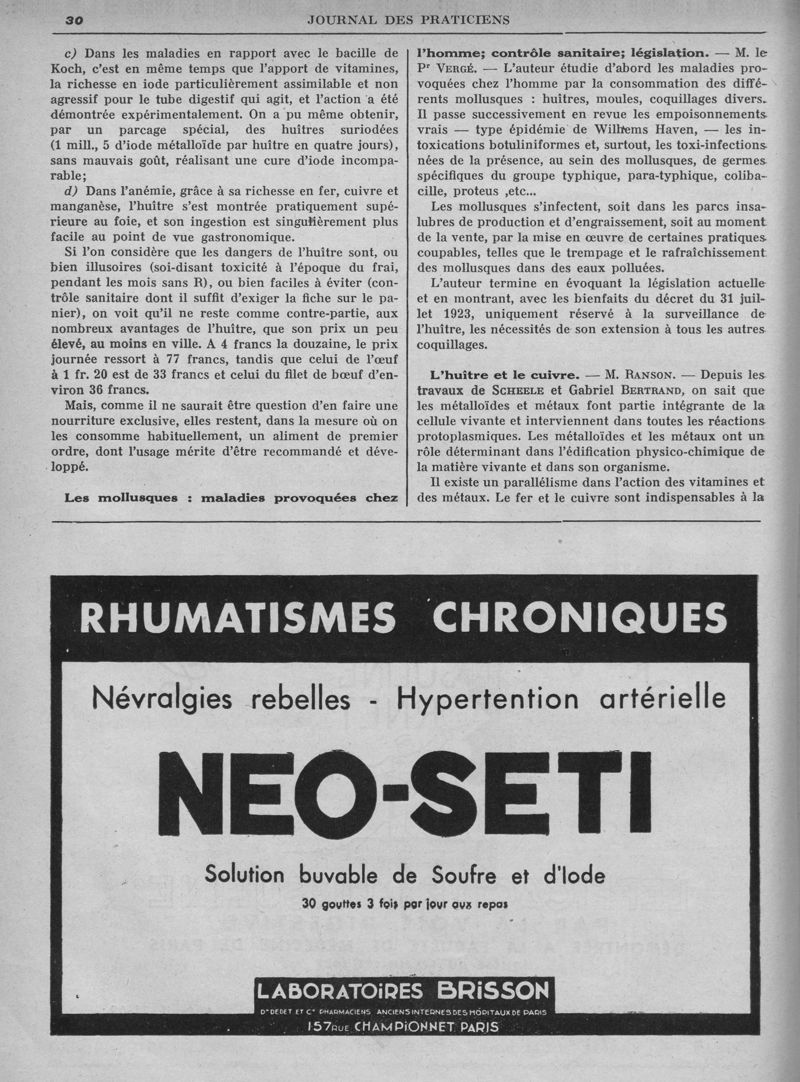 30
JOURNAL DES PRATICIENS
c) Dans les maladies en rapport avec le bacille de
Koch, c'est en même temps que l'apport de vitamines,
la richesse en iode particulièrement assimilable et non
agressif pour le tube digestif qui agit, et l'action a été
démontrée expérimentalement. On a pu même obtenir,
par un parcage spécial, des huîtres suriodées
(1 mill., 5 d'iode métalloïde par huître en quatre jours),
sans mauvais goût, réalisant une cure d'iode incompa-
rable;
d) Dans l'anémie, grâce à sa richesse en fer, cuivre et
manganèse, l'huître s'est montrée pratiquement supé-
rieure au foie, et son ingestion est singulièrement plus
facile au point de vue gastronomique.
Si l'on considère que les dangers de l'huître sont, ou
bien illusoires (soi-disant toxicité à l'époque du frai,
pendant les mois sans R), ou bien faciles à éviter (con-
trôle sanitaire dont il suffit d'exiger la fiche sur le pa-
nier), on voit qu'il ne reste comme contre-partie, aux
nombreux avantages de l'huître, que son prix un peu
élevé, au moins en ville. A 4 francs la douzaine, le prix
journée ressort à 77 francs, tandis que celui de l'œuf
à 1 fr. 20 est de 33 francs et celui du filet de bœuf d'en-
viron 36 francs.
Mais, comme il ne saurait être question d'en faire une
nourriture exclusive, elles restent, dans la mesure où on
les consomme habituellement, un aliment de premier
ordre, dont l'usage mérite d'être recommandé et déve-
loppé.
Les mollusques : maladies provoquées chez
l'homme; contrôle sanitaire; législation. — M. le
Pr VERGÉ. — L'auteur étudie d'abord les maladies pro-
voquées chez l'homme par la consommation des diffé-
rents mollusques : huîtres, moules, coquillages divers.
Il passe successivement en revue les empoisonnements
vrais — type épidémie de Willhems Haven, — les in-
toxications botuliniformes et, surtout, les toxi-infections
nées de la présence, au sein des mollusques, de germes
spécifiques du groupe typhique, para-typhique, coliba-
cille, proteus ,etc...
Les mollusques s'infectent, soit dans les parcs insa-
lubres de production et d'engraissement, soit au moment
de la vente, par la mise en œuvre de certaines pratiques
coupables, telles que le trempage et le rafraîchissement
des mollusques dans des eaux polluées.
L'auteur termine en évoquant la législation actuelle
et en montrant, avec les bienfaits du décret du 31 juil-
let 1923, uniquement réservé à la surveillance de
l'huître, les nécessités de son extension à tous les autres
coquillages.
L'huître et le cuivre. — M. RANSON. — Depuis les
travaux de SCHEELE et Gabriel BERTRAND, on sait que
les métalloïdes et métaux font partie intégrante de la
cellule vivante et interviennent dans toutes les réactions
protoplasmiques. Les métalloïdes et les métaux ont un
rôle déterminant dans l'édification physico-chimique de
la matière vivante et dans son organisme.
Il existe un parallélisme dans l'action des vitamines et
des métaux. Le fer et le cuivre sont indispensables à la
RHUMATISMES CHRONIQUES
Névralgies rebelles - Hypertention artérielle
NEO-SETI
Solution buvable de Soufre et d'Iode
30 gouttes 3 fois par jour aux repas
LABORATOIRES BRISSON
Drs DEDET ET Cie PHARMACIENS ANCIENS INTERNES DES HÔPITAUX DE PARIS
157 RUE CHAMPIONNET PARIS